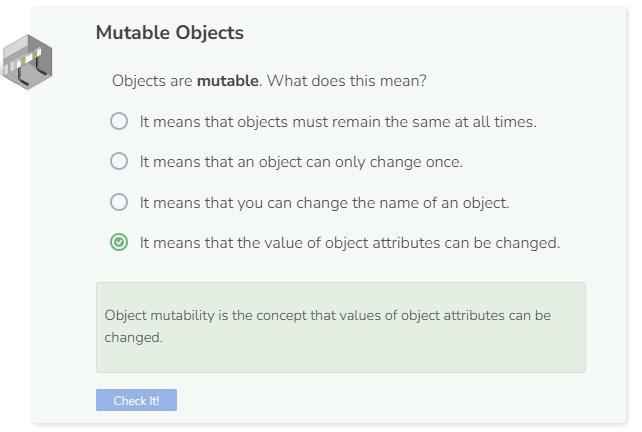 Mutable Objects
Objects are mutable. What does this mean?
It means that objects must remain the same at all times.
It means that an object can only change once.
It means that you can change the name of an object.
It means that the value of object attributes can be changed.
Object mutability is the concept that values of object attributes can be
changed.
Check It!